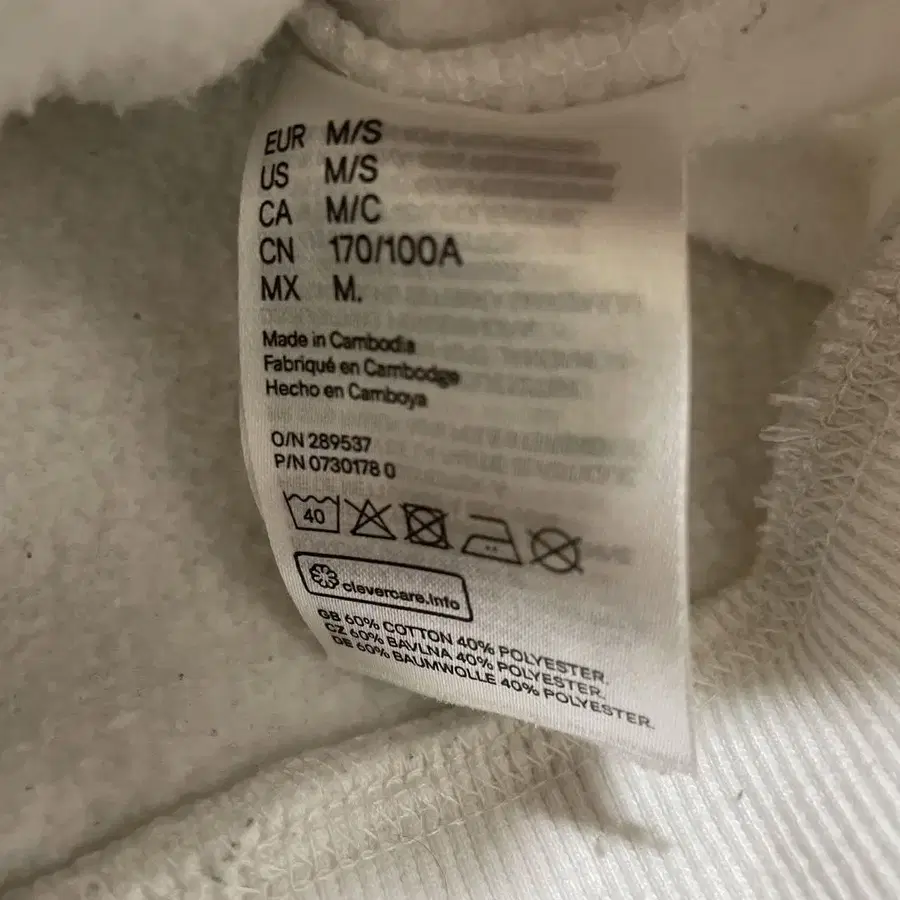 EUR M/S
US M/S
CA M/C
CN 170/100A
MX M.
Made in Cambodia
Fabriqué en Cambodge
Hecho en Camboya
O/N 289537
P/N 0730178 0
40
clevercare.info
GB 60% COTTON 40% POLYESTER.
CZ 60% BAVLNA 40% POLYESTER.
DE 60% BAUMWOLLE 40% POLYESTER.